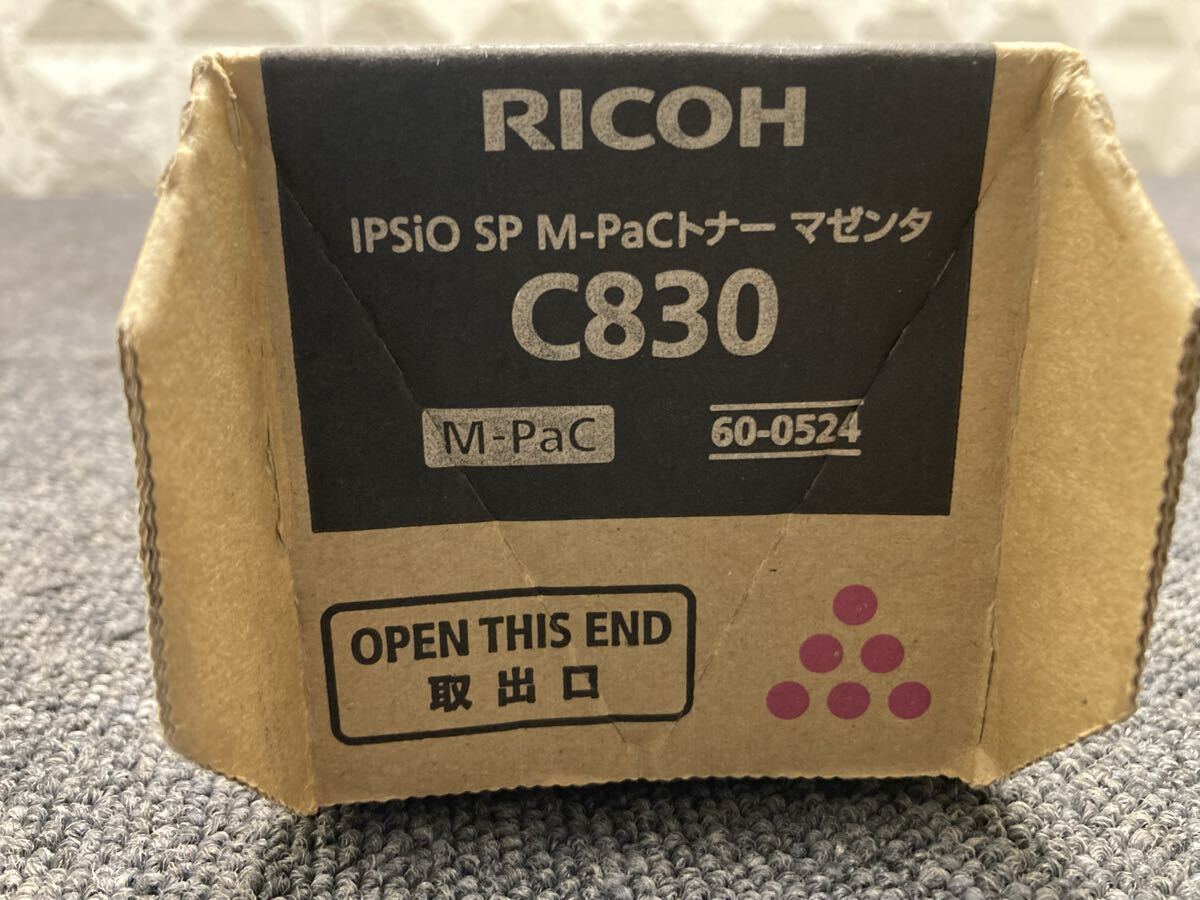 RICOH
IPSiO SP M-PaCトナー マゼンタ
C830
M-PaC 60-0524
OPEN THIS END
取出口